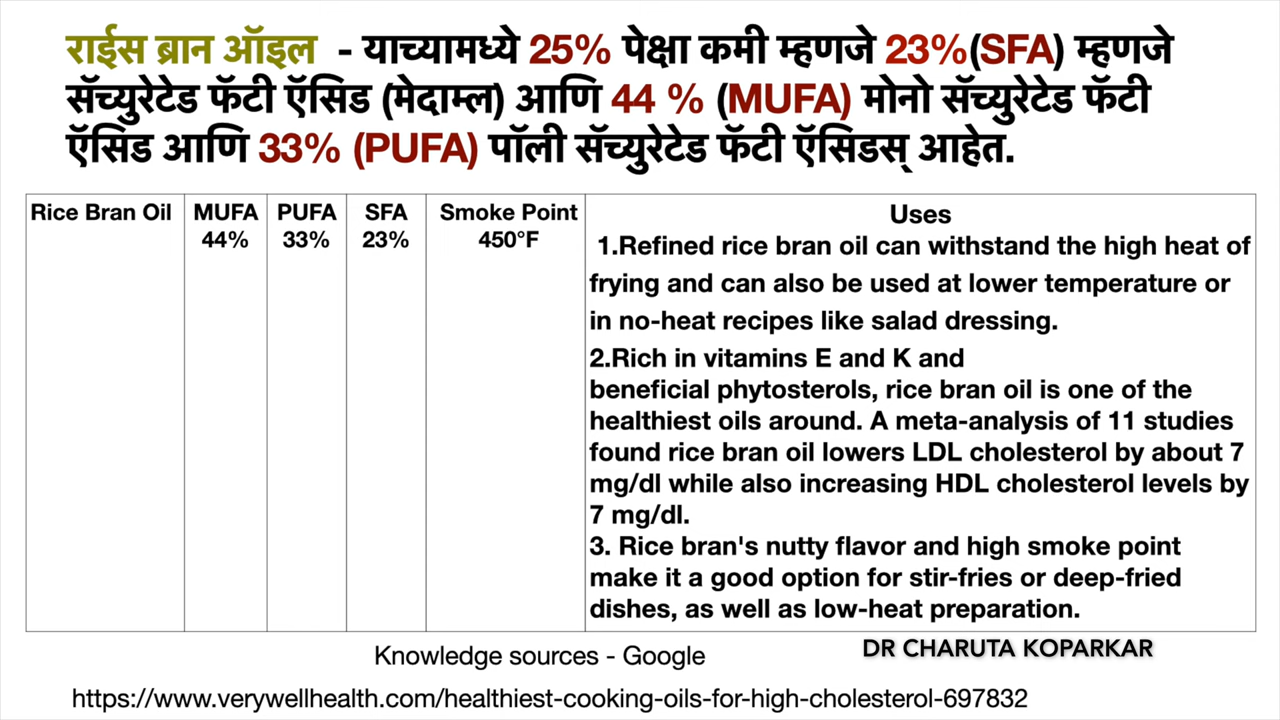 राईस ब्रान ऑइल - याच्यामध्ये 25% पेक्षा कमी म्हणजे 23%(SFA) म्हणजे
सॅच्युरेटेड फॅटी ऍसिड (मेदाम्ल) आणि 44 % (MUFA) मोनो सॅच्युरेटेड फॅटी
ऍसिड आणि 33% (PUFA) पॉली सॅच्युरेटेड फॅटी ऍसिडस् आहेत.
Rice Bran Oil MUFA PUFA SFA Smoke Point Uses
44% 33% 23% 450°F
1.Refined rice bran oil can withstand the high heat of
frying and can also be used at lower temperature or
in no-heat recipes like salad dressing.
2.Rich in vitamins E and K and
beneficial phytosterols, rice bran oil is one of the
healthiest oils around. A meta-analysis of 11 studies
found rice bran oil lowers LDL cholesterol by about 7
mg/dl while also increasing HDL cholesterol levels by
7 mg/dl.
3. Rice bran's nutty flavor and high smoke point
make it a good option for stir-fries or deep-fried
dishes, as well as low-heat preparation.
DR CHARUTA KOPARKAR
Knowledge sources - Google
https://www.verywellhealth.com/healthiest-cooking-oils-for-high-cholesterol-697832